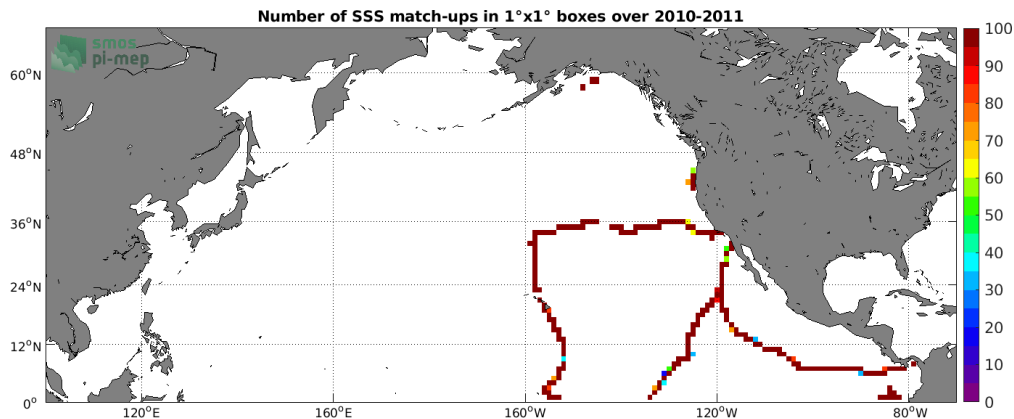 Number of SSS match-ups in 1°x1° boxes over 2010-2011
smos
pi-mep
60°N
48°N
36°N
24°N
12°N
0°
120°E
160°E
160°W
120°W
80°W
100
90
80
70
60
50
40
30
20
10
0